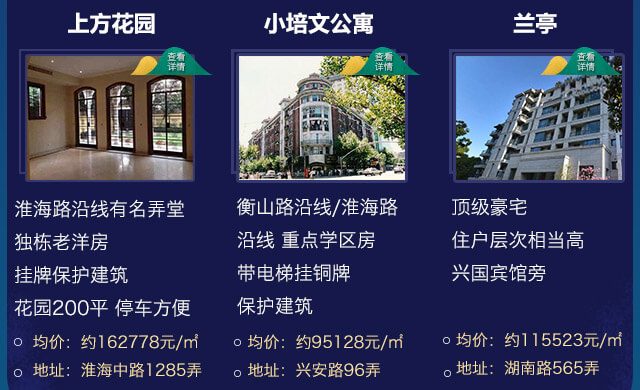 上方花园
查看
详情
淮海路沿线有名弄堂
独栋老洋房
挂牌保护建筑
花园200平 停车方便
均价：约162778元/㎡
地址：淮海中路1285弄
小培文公寓
查看
详情
衡山路沿线/淮海路
沿线 重点学区房
带电梯挂铜牌
保护建筑
均价：约95128元/㎡
地址：兴安路96弄
兰亭
查看
详情
顶级豪宅
住户层次相当高
兴国宾馆旁
均价：约115523元/㎡
地址：湖南路565弄